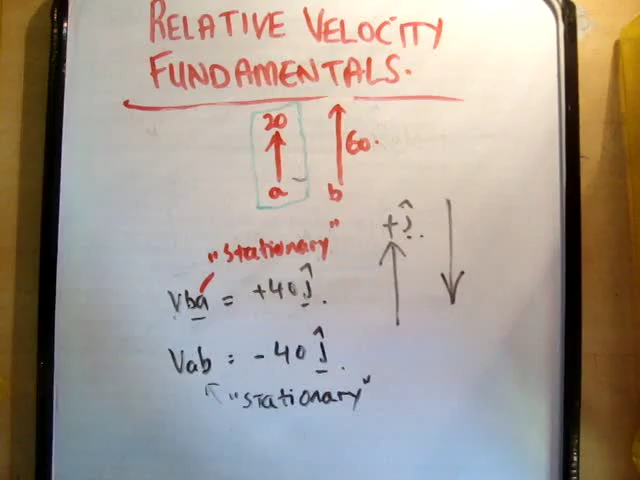 RELATIVE VELOCITY
FUNDAMENTALS.
20
60.
a b
+ĵ.
"stationary"
Vba = +40ĵ.
Vab = -40ĵ.
"stationary"